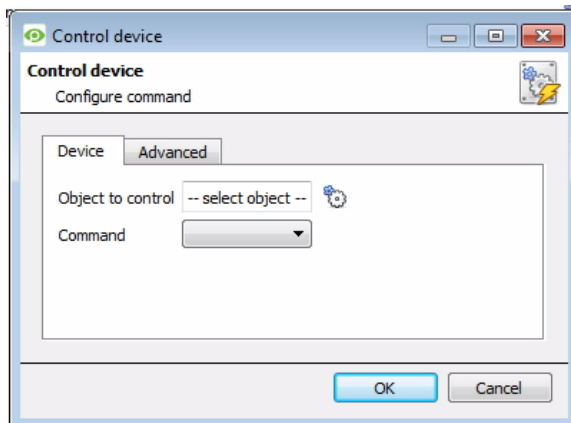 Control device
Control device
Configure command
Device Advanced
Object to control -- select object --
Command
OK Cancel